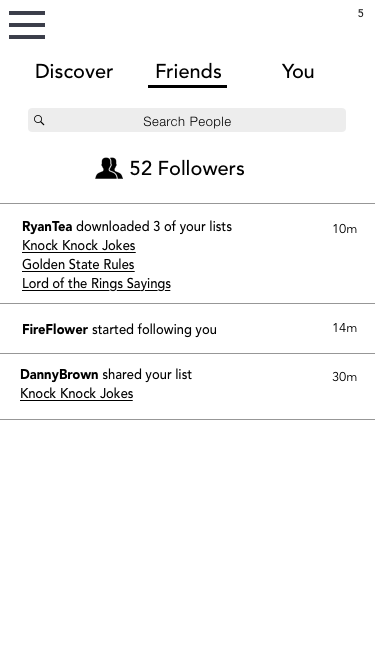 5
Discover Friends You
Search People
52 Followers
RyanTea downloaded 3 of your lists 10m
Knock Knock Jokes
Golden State Rules
Lord of the Rings Sayings
FireFlower started following you 14m
DannyBrown shared your list 30m
Knock Knock Jokes